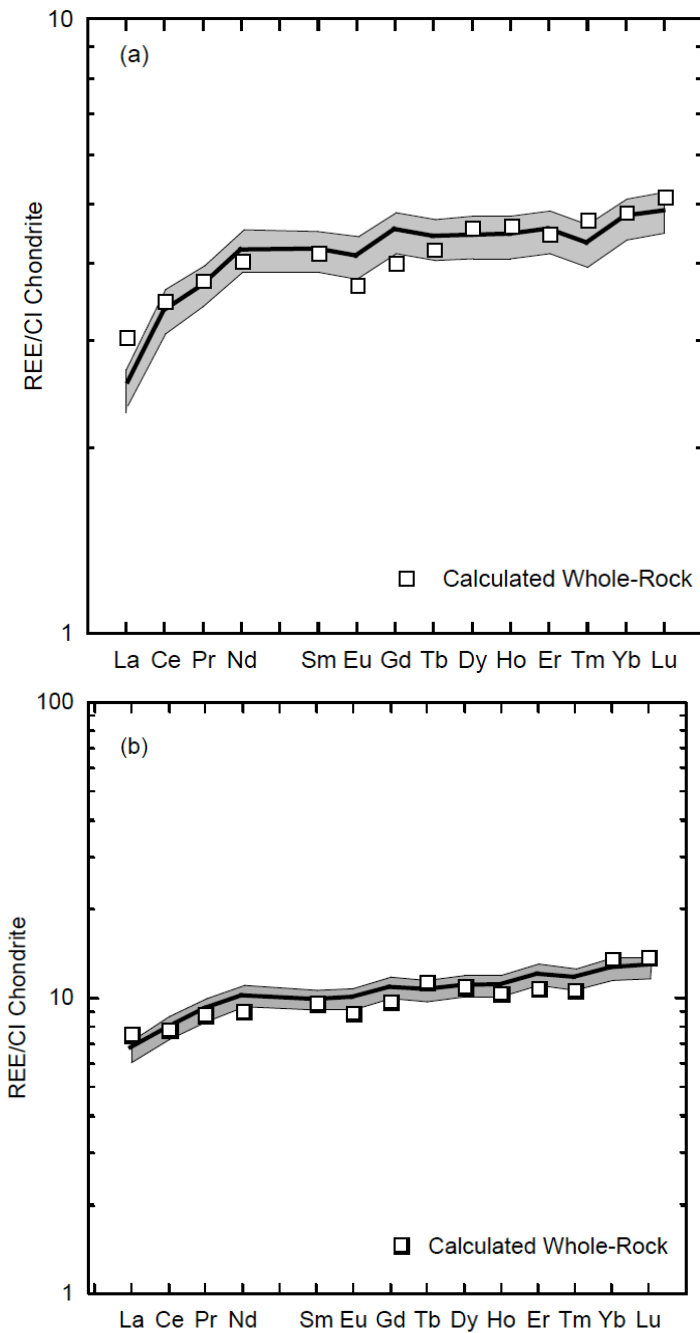 10
(a)
REE/CI Chondrite
Calculated Whole-Rock
1
La Ce Pr Nd Sm Eu Gd Tb Dy Ho Er Tm Yb Lu
100
(b)
REE/CI Chondrite
10
Calculated Whole-Rock
1
La Ce Pr Nd Sm Eu Gd Tb Dy Ho Er Tm Yb Lu